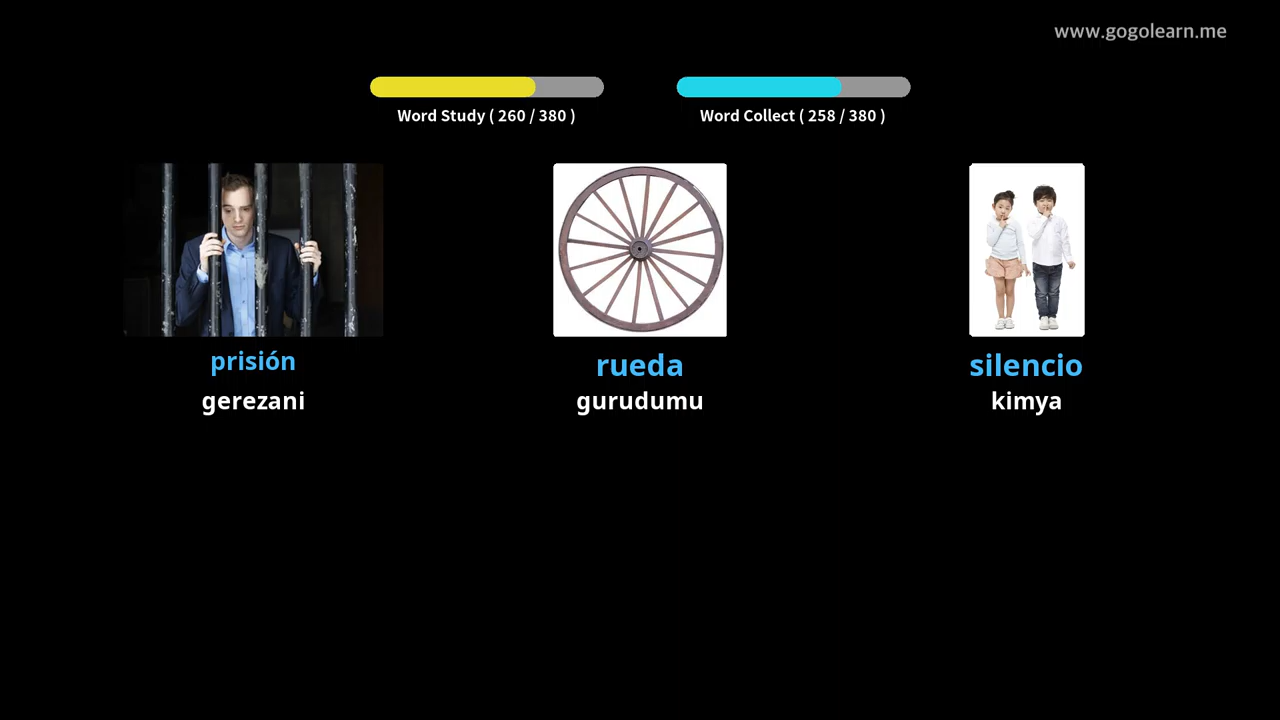 www.gogolearn.me
Word Study ( 260 / 380 )
Word Collect ( 258 / 380 )
prisión
gerezani
rueda
gurudumu
silencio
kimya